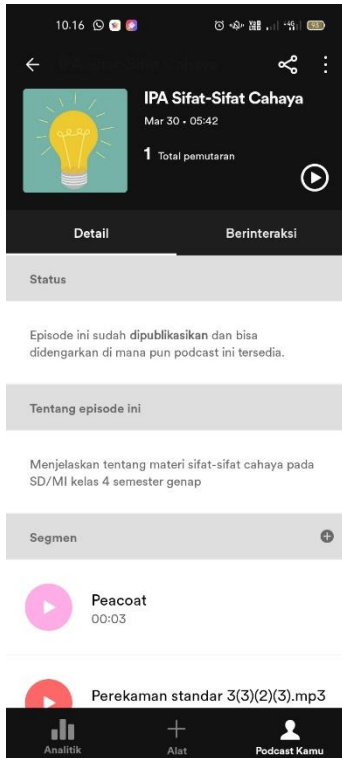 10.16
IPA Sifat-Sifat Cahaya
Mar 30 • 05:42
1 Total pemutaran
Detail
Berinteraksi
Status
Episode ini sudah dipublikasikan dan bisa
didengarkan di mana pun podcast ini tersedia.
Tentang episode ini
Menjelaskan tentang materi sifat-sifat cahaya pada
SD/MI kelas 4 semester genap
Segmen
Peacoat
00:03
Perekaman standar 3(3)(2)(3).mp3
Analitik
Alat
Podcast Kamu